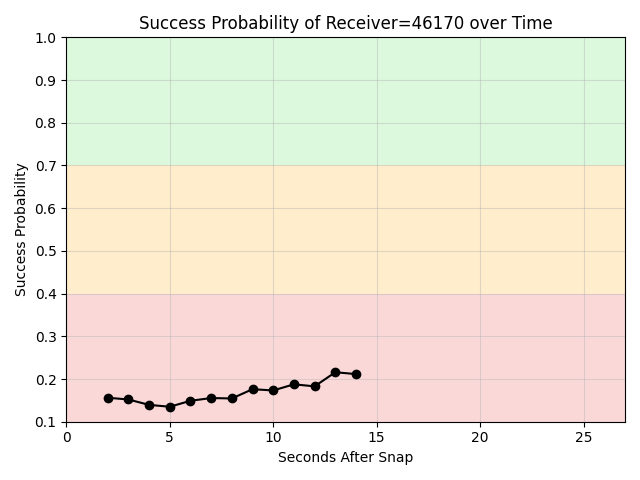 Success Probability of Receiver=46170 over Time
1.0
0.9
0.8
0.7
0.6
0.5
0.4
0.3
0.2
0.1
Success Probability
0 5 10 15 20 25
Seconds After Snap